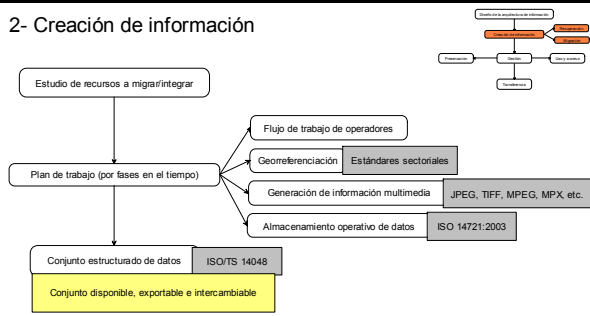 2- Creación de información
Diseño de la arquitectura de información
Creación de información
Recuperación
Migración
Preservación
Gestión
Uso y acceso
Transferencia
Estudio de recursos a migrar/integrar
Flujo de trabajo de operadores
Georreferenciación
Estándares sectoriales
Plan de trabajo (por fases en el tiempo)
Generación de información multimedia
JPEG, TIFF, MPEG, MPX, etc.
Almacenamiento operativo de datos
ISO 14721:2003
Conjunto estructurado de datos
ISO/TS 14048
Conjunto disponible, exportable e intercambiable